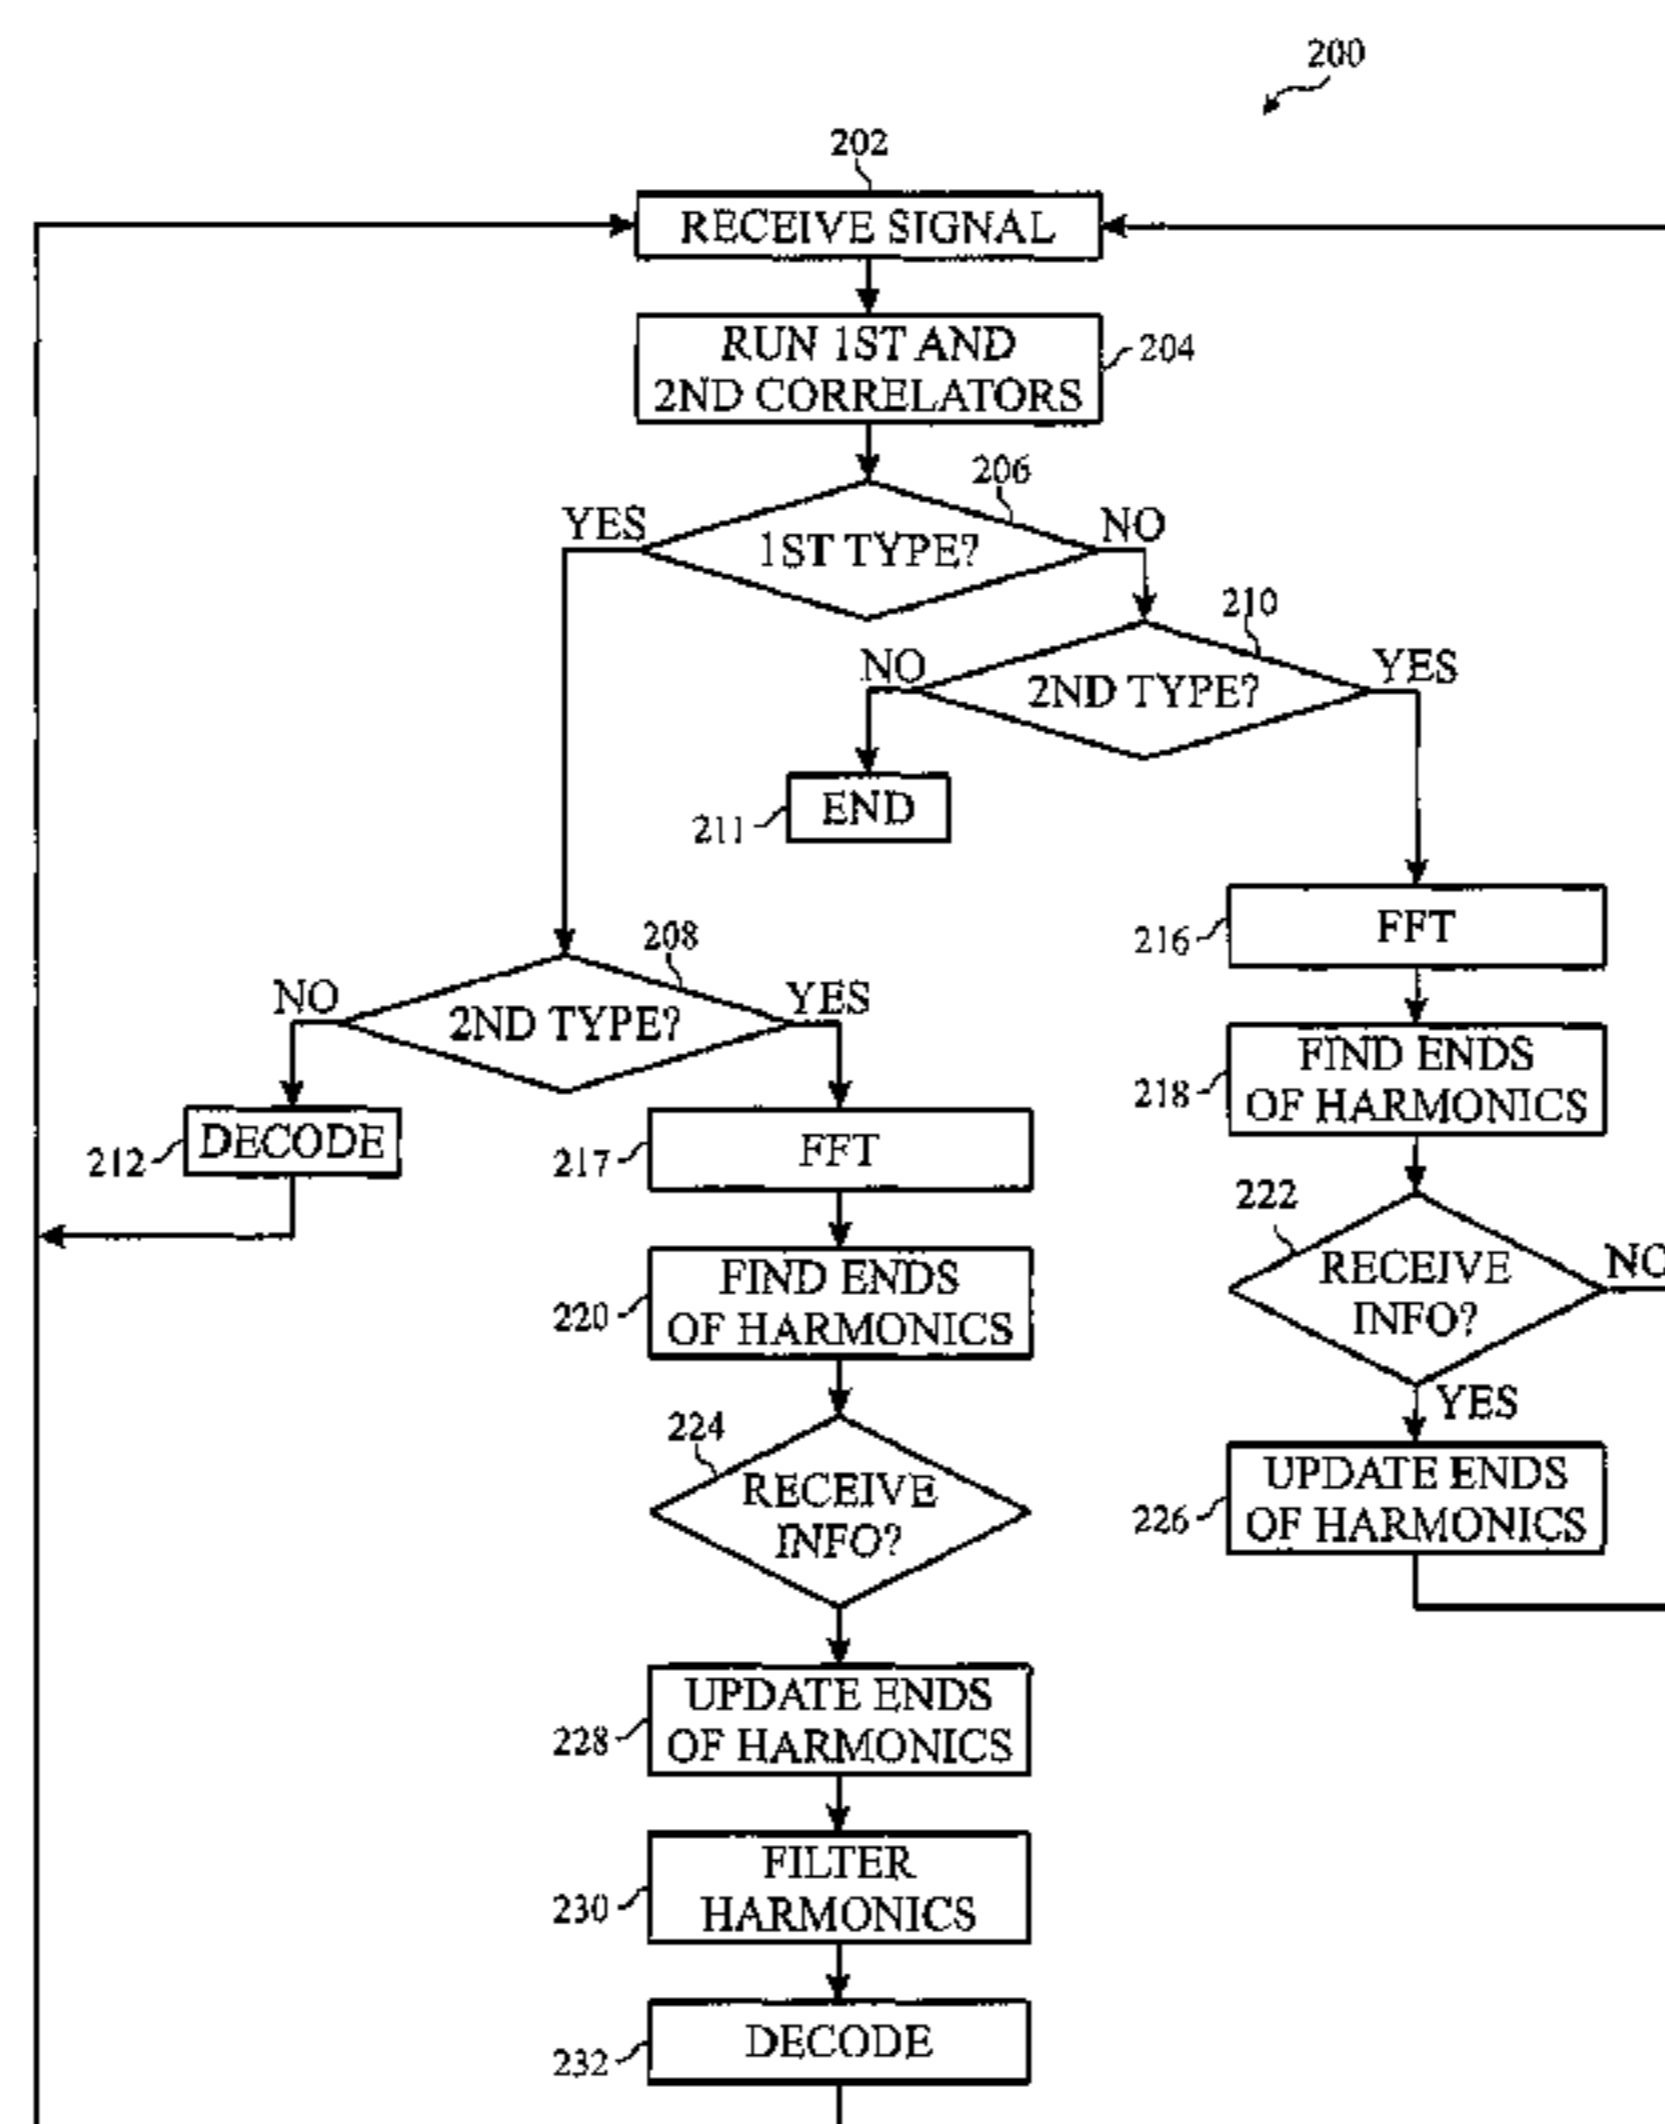 200
202
RECEIVE SIGNAL
RUN 1ST AND
2ND CORRELATORS
204
206
YES
1ST TYPE?
NO
210
NO
2ND TYPE?
YES
END
211
216
FFT
208
NO
2ND TYPE?
YES
218
FIND ENDS
OF HARMONICS
212
DECODE
217
FFT
222
RECEIVE
INFO?
NO
220
FIND ENDS
OF HARMONICS
YES
224
RECEIVE
INFO?
226
UPDATE ENDS
OF HARMONICS
228
UPDATE ENDS
OF HARMONICS
230
FILTER
HARMONICS
232
DECODE